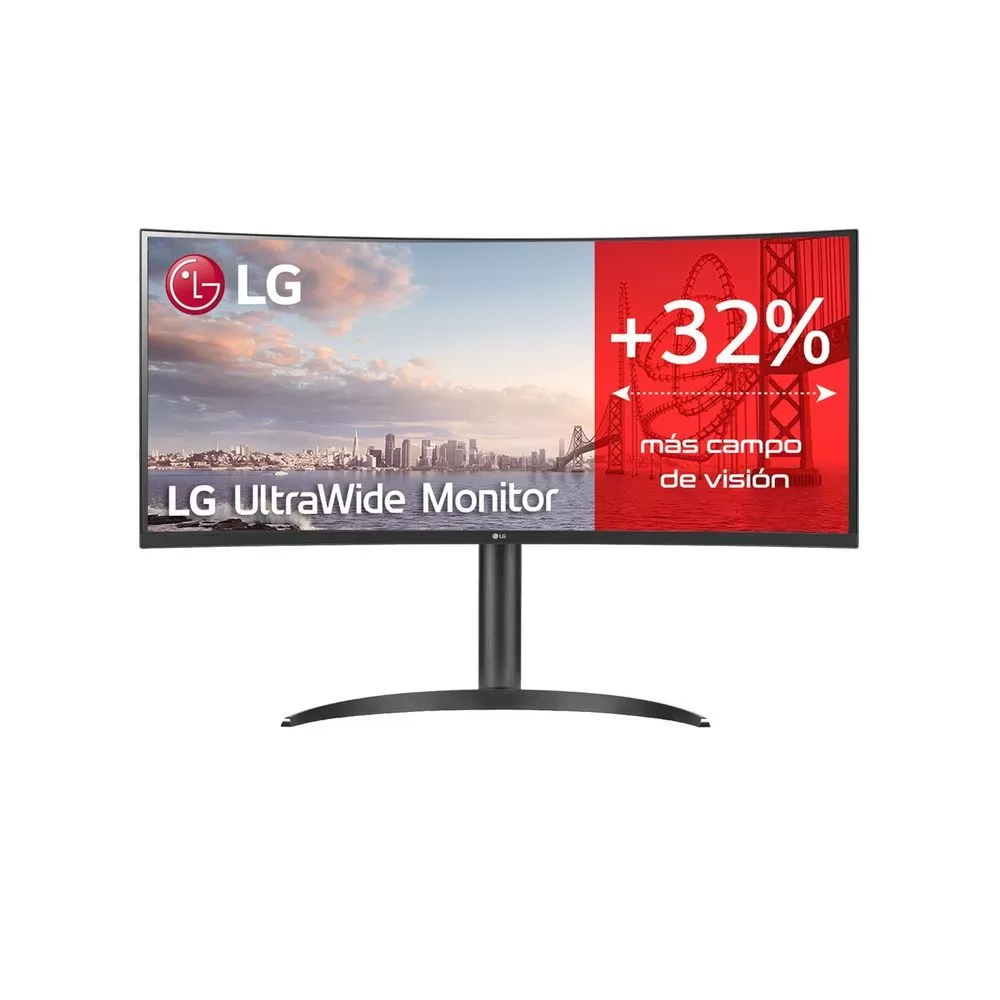 LG
+32%
más campo
de visión
LG UltraWide Monitor
LG